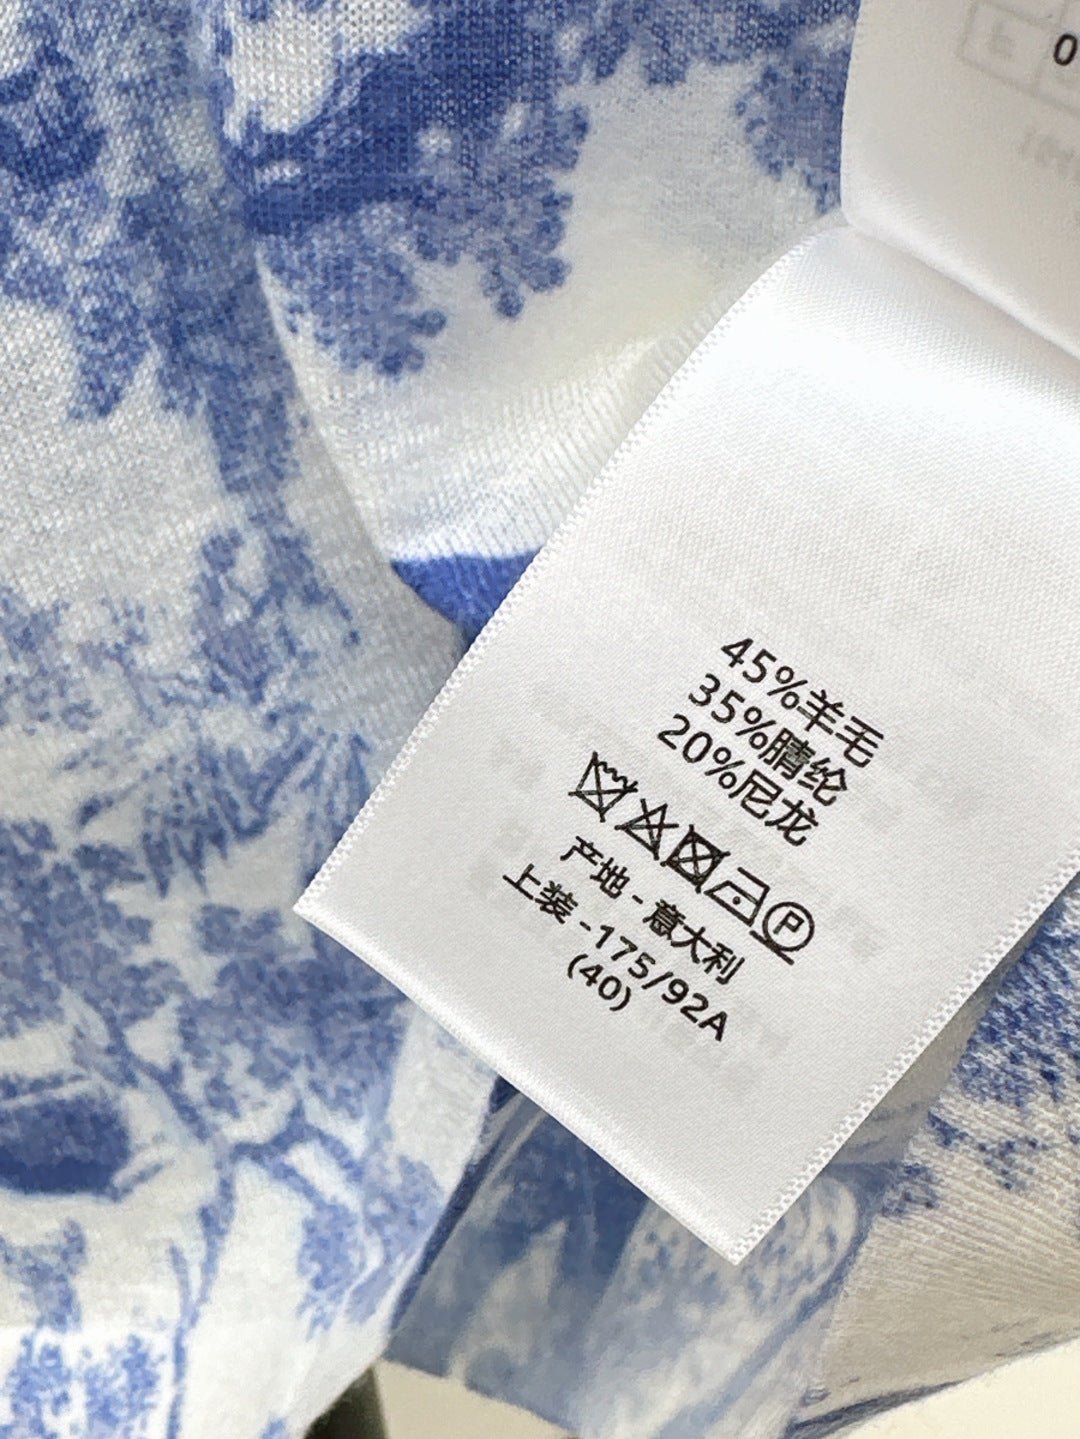 0
45%羊毛
35%腈纶
20%尼龙
P
产地 - 意大利
上装 -175/92A
(40)